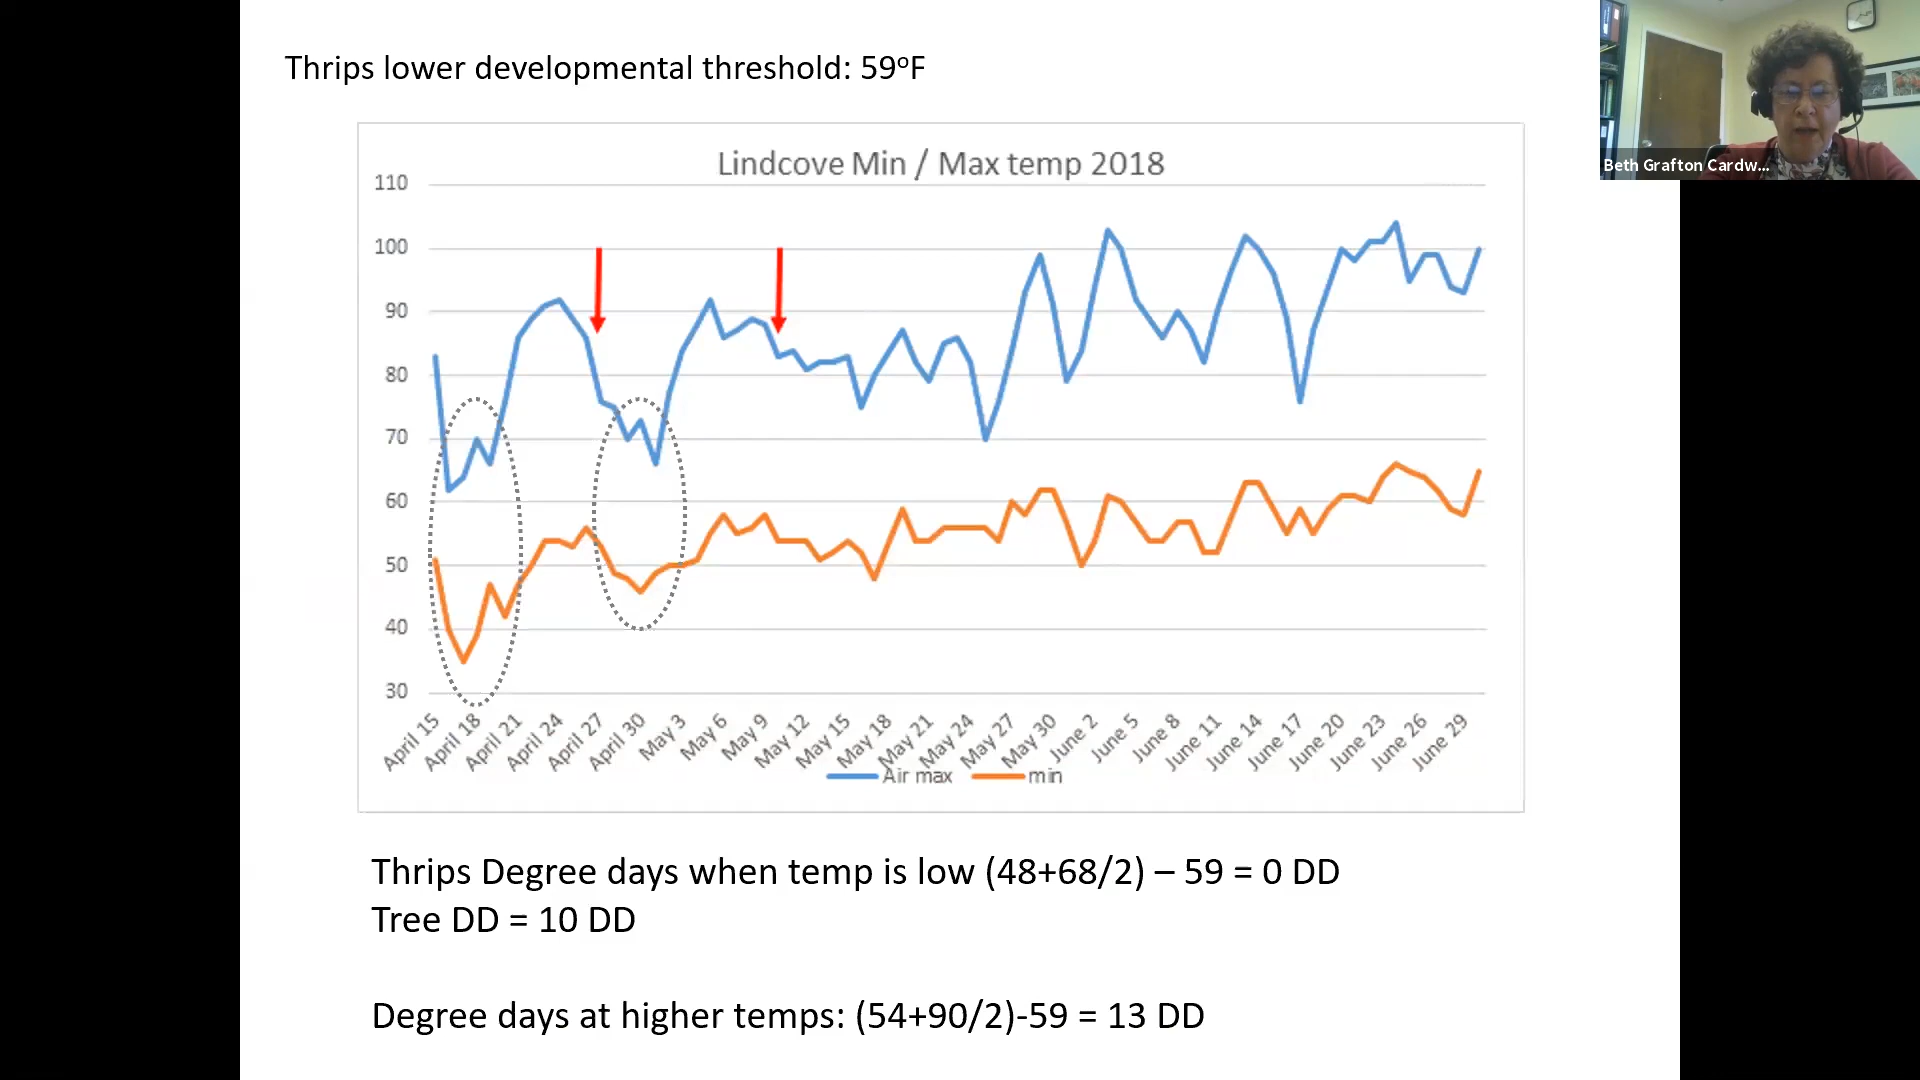 Thrips lower developmental threshold: 59°F
Beth Grafton Cardw...
Lindcove Min / Max temp 2018
110
100
90
80
70
60
50
40
30
April 15
April 18
April 21
April 24
April 27
April 30
May 3
May 6
May 9
May 12
May 15
May 18
May 21
May 24
May 27
May 30
June 2
June 5
June 8
June 11
June 14
June 17
June 20
June 23
June 26
June 29
Air max
min
Thrips Degree days when temp is low (48+68/2) – 59 = 0 DD
Tree DD = 10 DD
Degree days at higher temps: (54+90/2)-59 = 13 DD